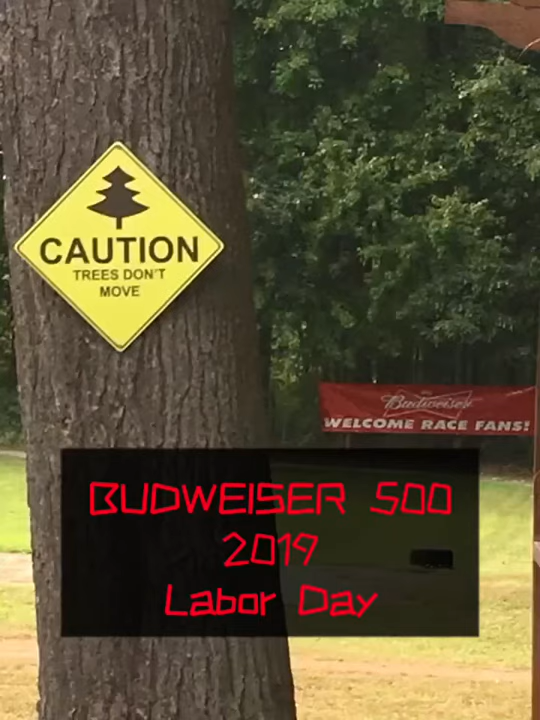 CAUTION
TREES DON'T
MOVE
Budweiser
WELCOME RACE FANS!
BUDWEISER 500
2019
Labor Day